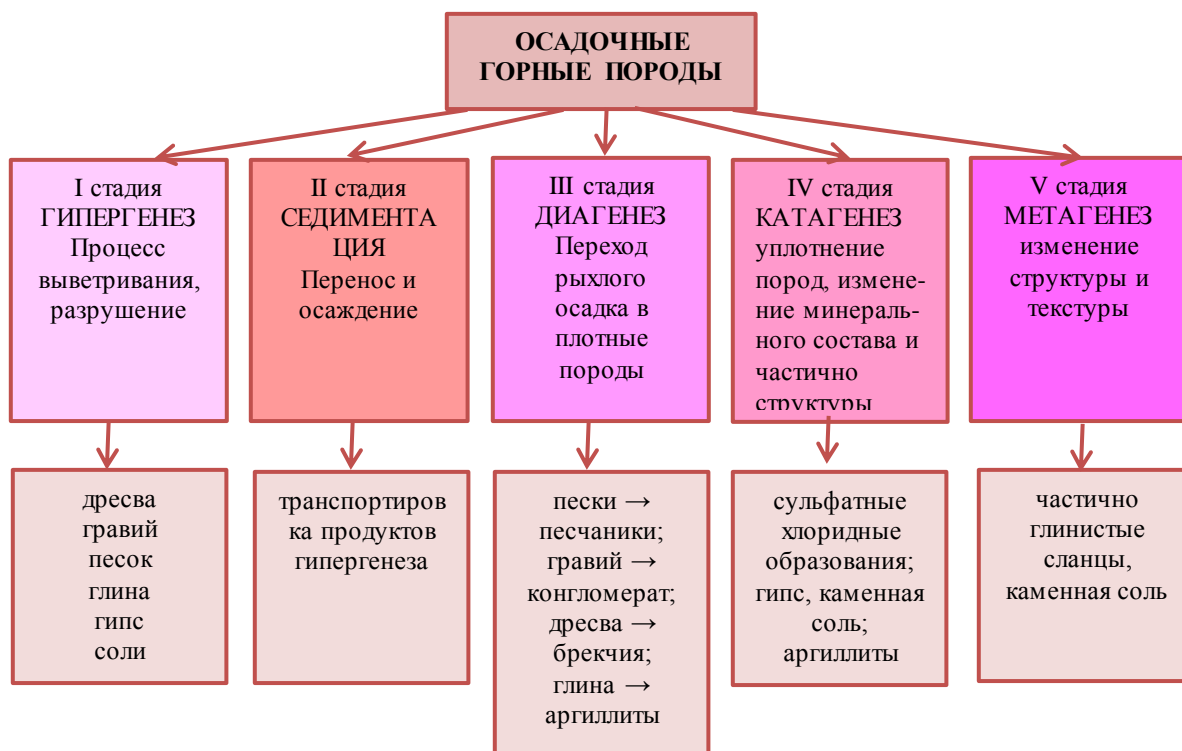 ОСАДОЧНЫЕ
ГОРНЫЕ ПОРОДЫ
I стадия
ГИПЕРГЕНЕЗ
Процесс
выветривания,
разрушение
II стадия
СЕДИМЕНТА
ЦИЯ
Перенос и
осаждение
III стадия
ДИАГЕНЕЗ
Переход
рыхлого
осадка в
плотные
породы
IV стадия
КАТАГЕНЕЗ
уплотнение
пород, измене-
ние минераль-
ного состава и
частично
структуры
V стадия
МЕТАГЕНЕЗ
изменение
структуры и
текстуры
дресва
гравий
песок
глина
гипс
соли
транспортиров
ка продуктов
гипергенеза
пески →
песчаники;
гравий →
конгломерат;
дресва →
брекчия;
глина →
аргиллиты
сульфатные
хлоридные
образования;
гипс, каменная
соль;
аргиллиты
частично
глинистые
сланцы,
каменная соль